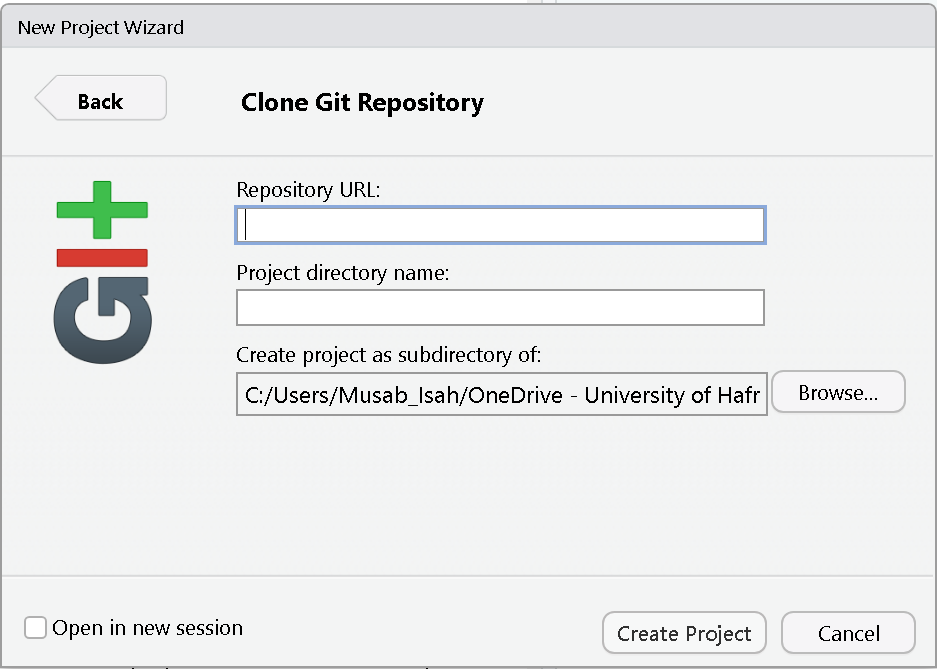 New Project Wizard
Back
Clone Git Repository
GIT
Repository URL:
Project directory name:
Create project as subdirectory of:
C:/Users/Musab_Isah/OneDrive - University of Hafr
Browse...
Open in new session
Create Project
Cancel